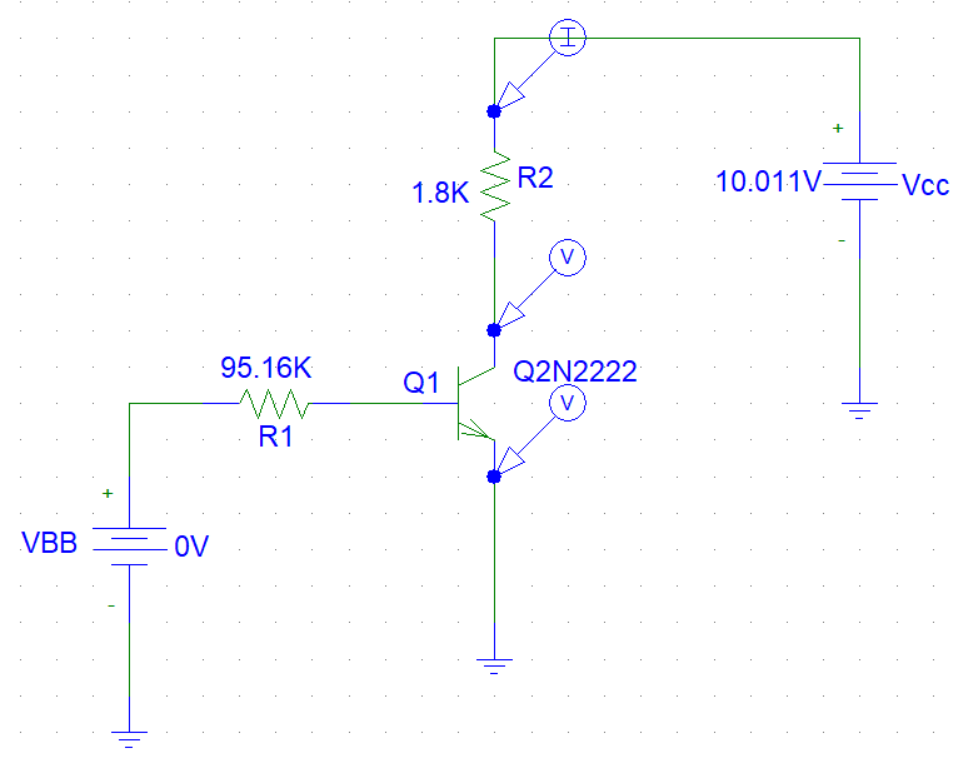 I
+
R2
1.8K
10.011V
Vcc
-
V
95.16K
Q1
Q2N2222
V
R1
+
VBB
0V
-